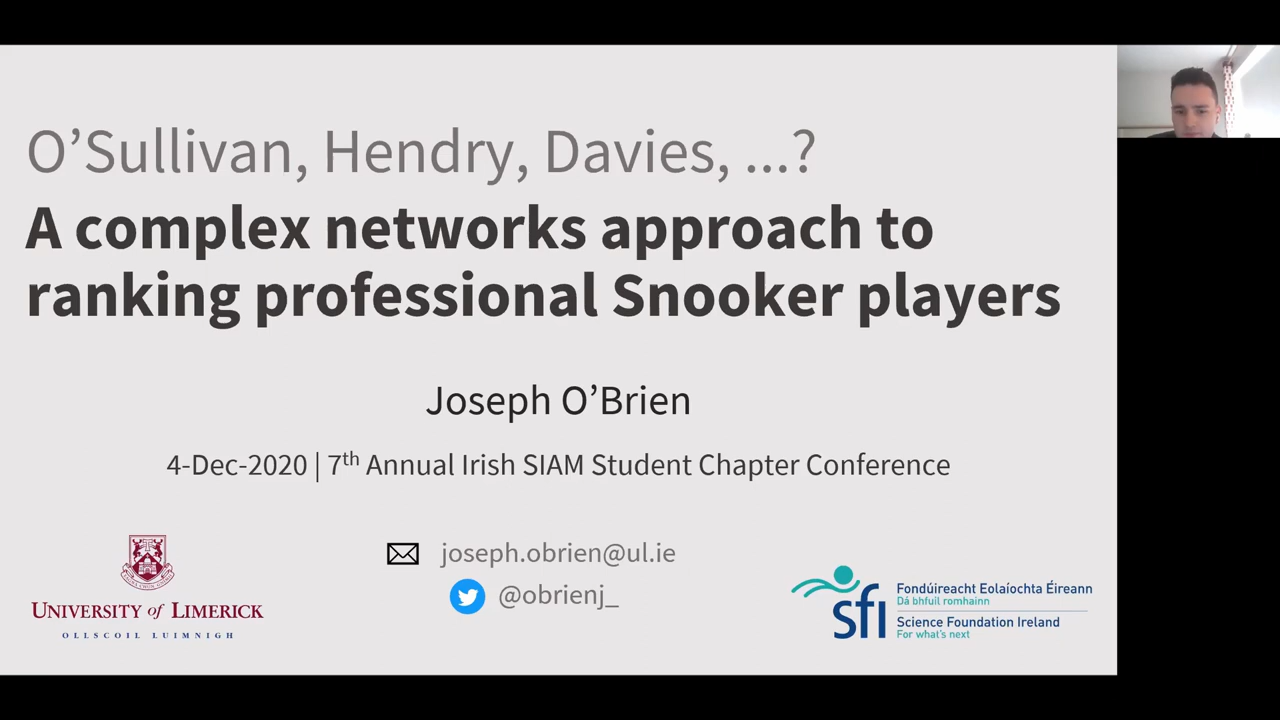 O’Sullivan, Hendry, Davies, ...?
A complex networks approach to
ranking professional Snooker players
Joseph O’Brien
4-Dec-2020 | 7th Annual Irish SIAM Student Chapter Conference
joseph.obrien@ul.ie
@obrienj_
UNIVERSITY of LIMERICK
OLLSCOIL LUIMNIGH
sfi
Fondúireacht Eolaíochta Éireann
Dá bhfuil romhainn
Science Foundation Ireland
For what's next